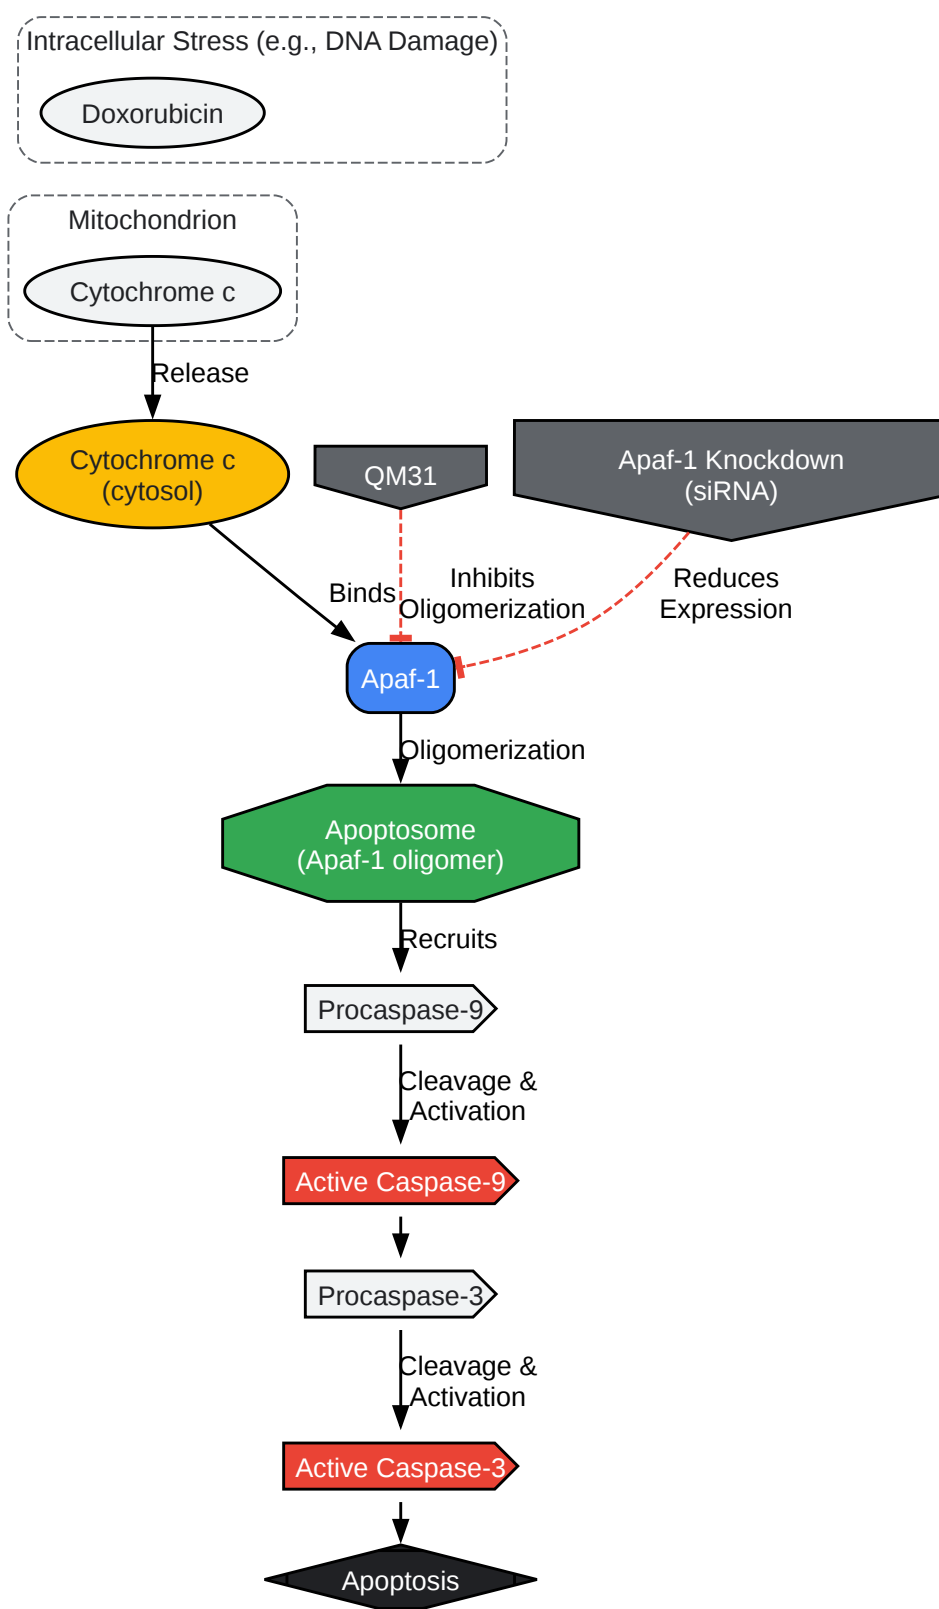 Intracellular Stress (e.g., DNA Damage)
Doxorubicin
Mitochondrion
Cytochrome c
Release
Cytochrome c
(cytosol)
QM31
Apaf-1 Knockdown
(siRNA)
Binds
Inhibits
Oligomerization
Reduces
Expression
Apaf-1
Oligomerization
Apoptosome
(Apaf-1 oligomer)
Recruits
Procaspase-9
Cleavage &
Activation
Active Caspase-9
Procaspase-3
Cleavage &
Activation
Active Caspase-3
Apoptosis